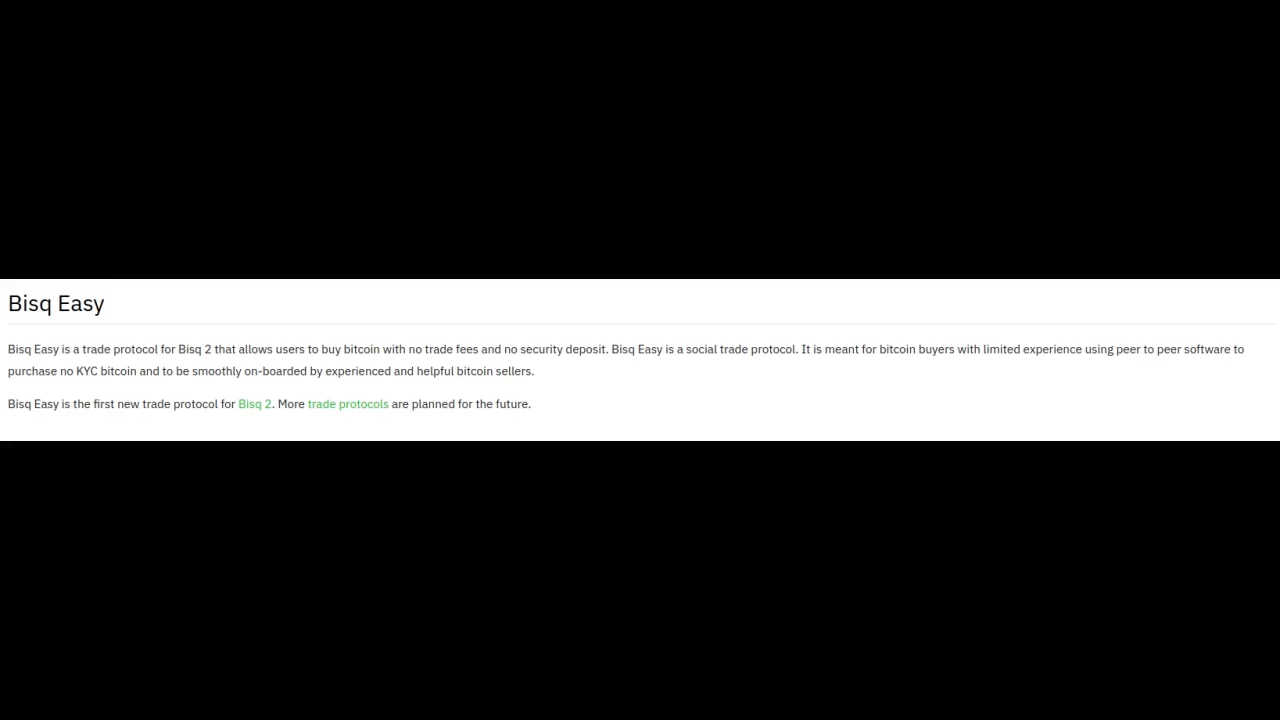 Bisq Easy
Bisq Easy is a trade protocol for Bisq 2 that allows users to buy bitcoin with no trade fees and no security deposit. Bisq Easy is a social trade protocol. It is meant for bitcoin buyers with limited experience using peer to peer software to
purchase no KYC bitcoin and to be smoothly on-boarded by experienced and helpful bitcoin sellers.
Bisq Easy is the first new trade protocol for Bisq 2. More trade protocols are planned for the future.